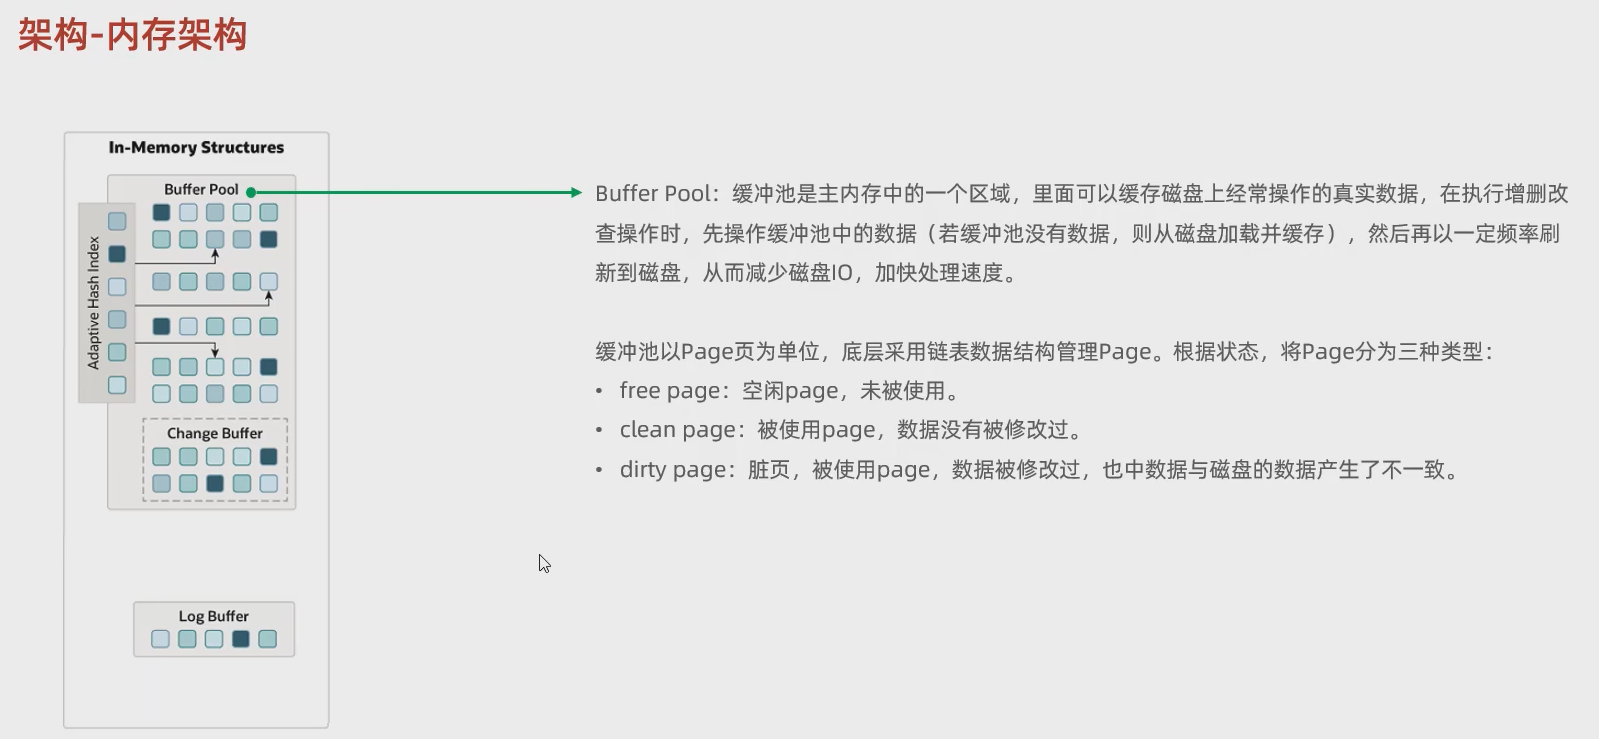 架构-内存架构
In-Memory Structures
Buffer Pool
Adaptive Hash Index
Change Buffer
Log Buffer
Buffer Pool：缓冲池是主内存中的一个区域，里面可以缓存磁盘上经常操作的真实数据，在执行增删改
查操作时，先操作缓冲池中的数据（若缓冲池没有数据，则从磁盘加载并缓存），然后再以一定频率刷
新到磁盘，从而减少磁盘IO，加快处理速度。
缓冲池以Page页为单位，底层采用链表数据结构管理Page。根据状态，将Page分为三种类型：
• free page：空闲page，未被使用。
• clean page：被使用page，数据没有被修改过。
• dirty page：脏页，被使用page，数据被修改过，也中数据与磁盘的数据产生了不一致。